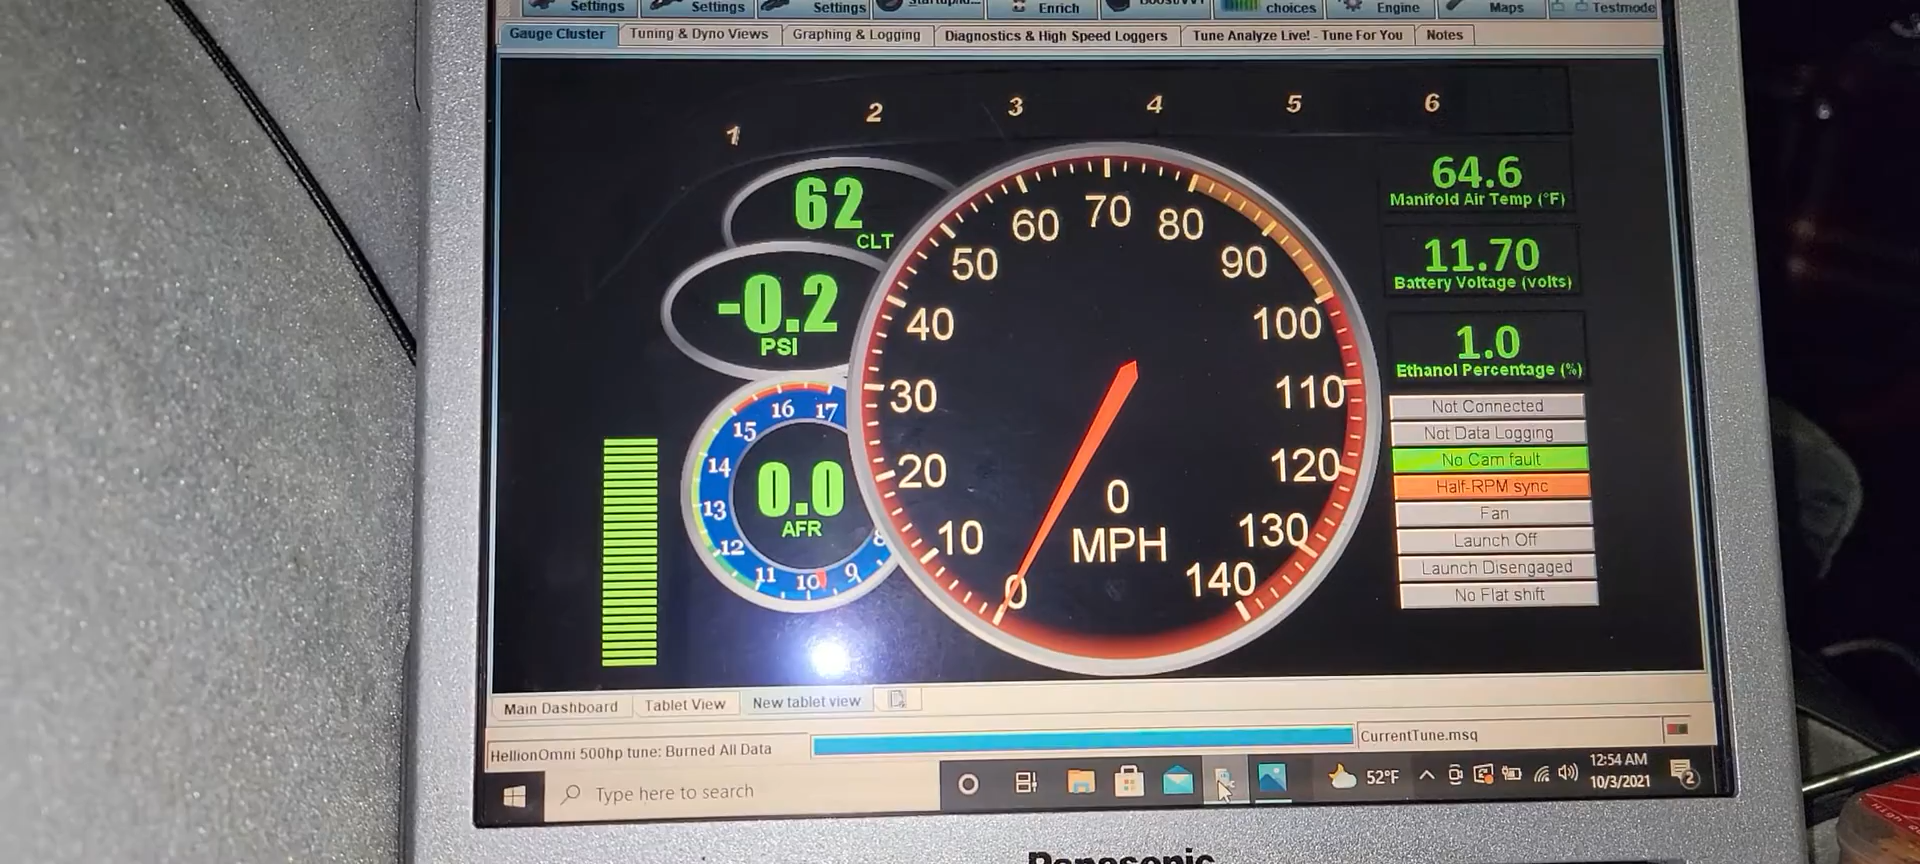 Settings Settings Settings Enrich choices Engine Maps Testmode
Gauge Cluster Tuning & Dyno Views Graphing & Logging Diagnostics & High Speed Loggers Tune Analyze Live! - Tune For You Notes
1 2 3 4 5 6
62
CLT
-0.2
PSI
17
16
15
14
13
12
11
10
9
8
0.0
AFR
0
10
20
30
40
50
60
70
80
90
100
110
120
130
140
0
MPH
64.6
Manifold Air Temp (°F)
11.70
Battery Voltage (volts)
1.0
Ethanol Percentage (%)
Not Connected
Not Data Logging
No Cam fault
Half-RPM sync
Fan
Launch Off
Launch Disengaged
No Flat shift
Main Dashboard Tablet View New tablet view
HellionOmni 500hp tune: Burned All Data
CurrentTune.msq
Type here to search
52°F
12:54 AM
10/3/2021
2
Panasonic